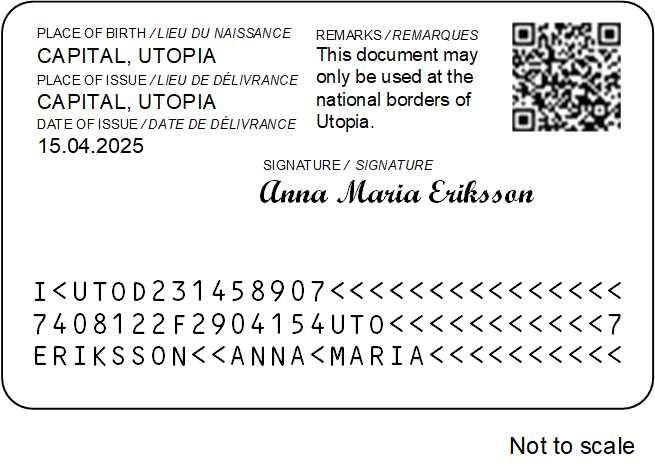 PLACE OF BIRTH / LIEU DU NAISSANCE
CAPITAL, UTOPIA
PLACE OF ISSUE / LIEU DE DÉLIVRANCE
CAPITAL, UTOPIA
DATE OF ISSUE / DATE DE DÉLIVRANCE
15.04.2025
REMARKS / REMARQUES
This document may
only be used at the
national borders of
Utopia.
SIGNATURE / SIGNATURE
Anna Maria Eriksson
I<UTOD231458907<<<<<<<<<<<<<<<
7408122F2904154UTO<<<<<<<<<<<7
ERIKSSON<<ANNA<MARIA<<<<<<<<<<
Not to scale